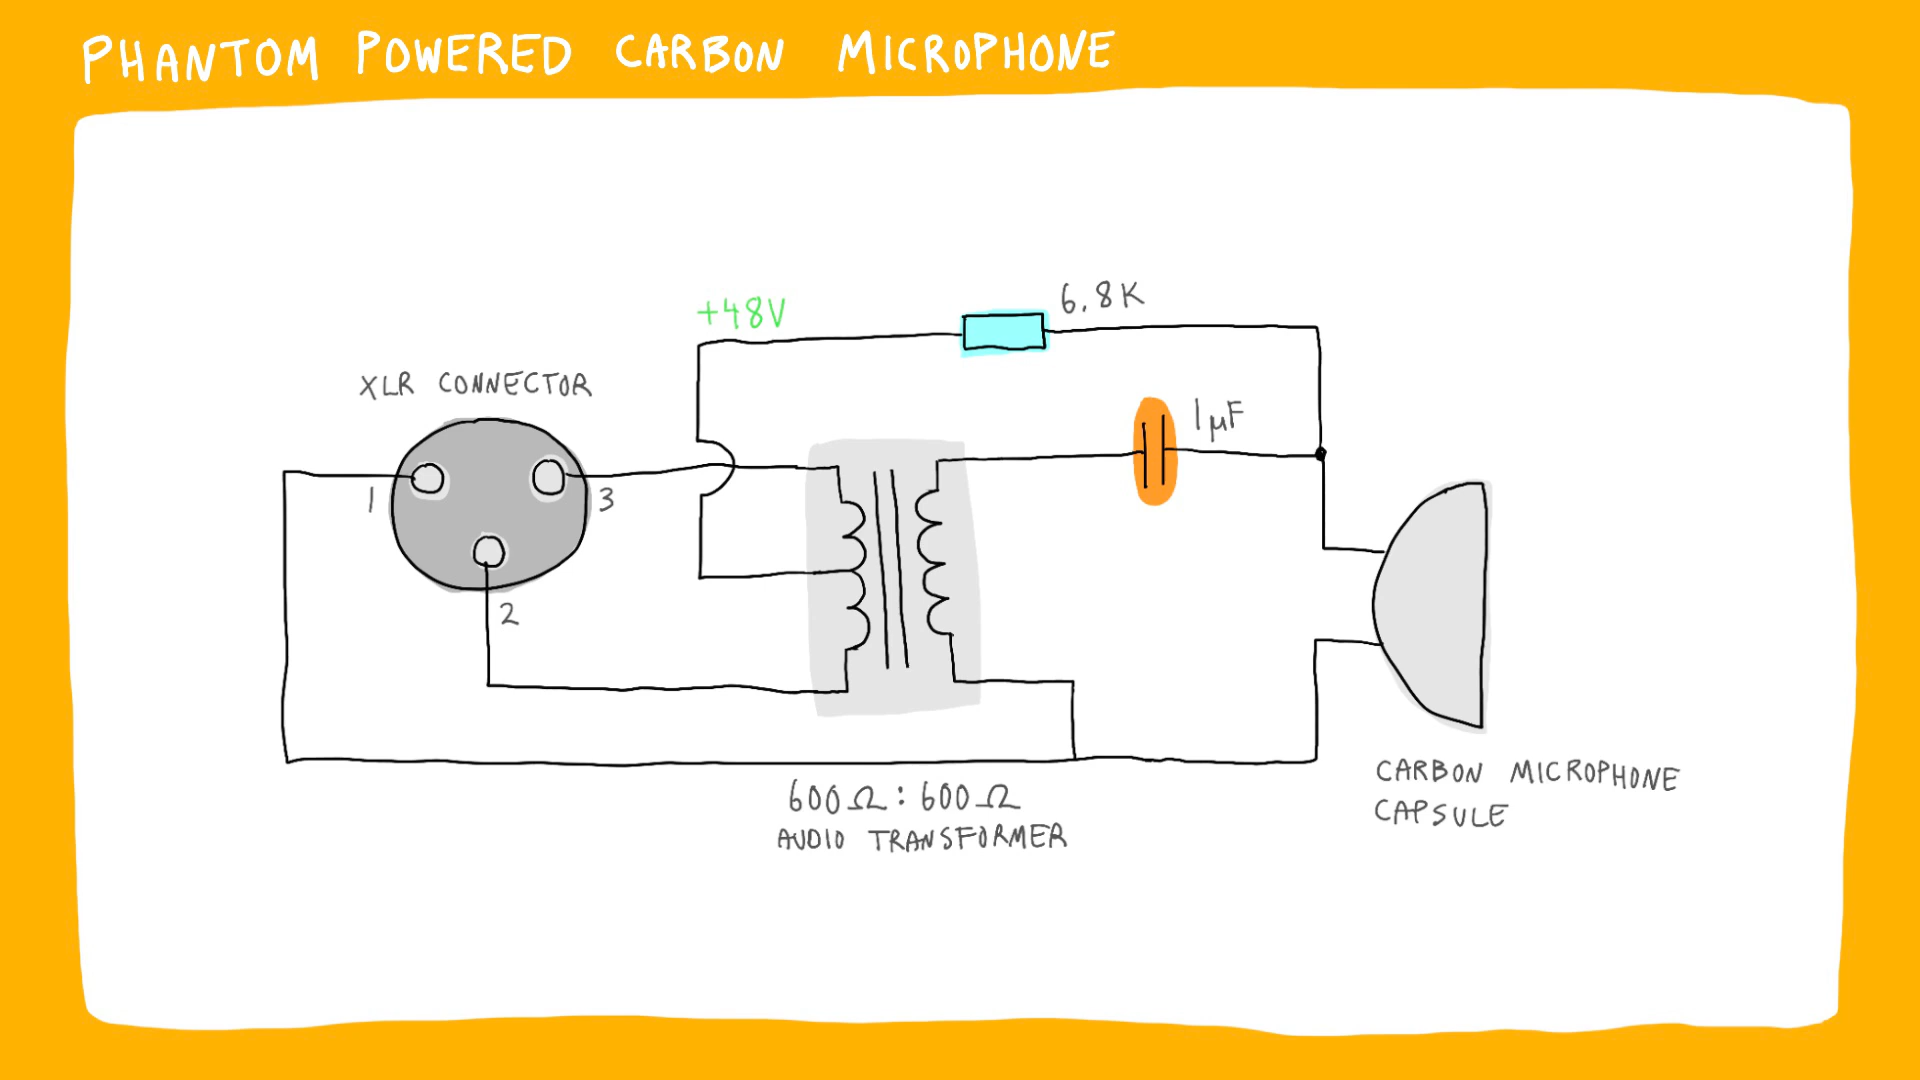 PHANTOM POWERED CARBON MICROPHONE
+48V
6.8K
XLR CONNECTOR
1µF
1
3
2
600Ω:600Ω
AUDIO TRANSFORMER
CARBON MICROPHONE
CAPSULE